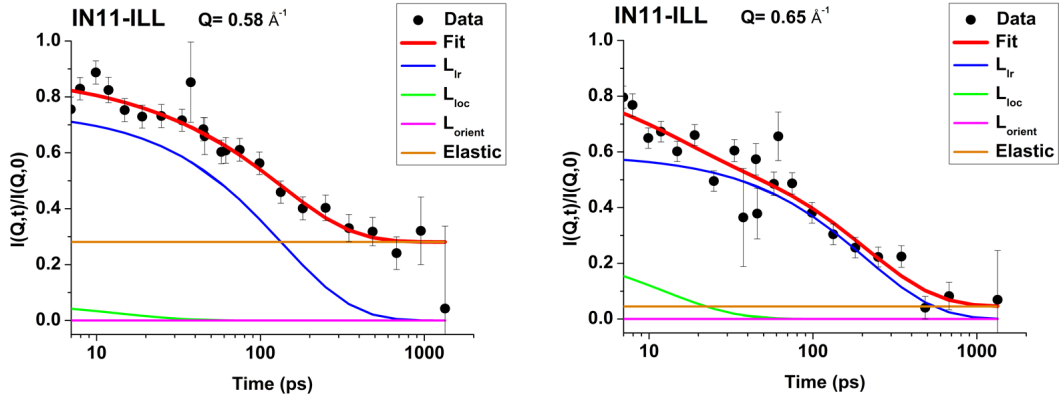 IN11-ILL Q= 0.58 Å⁻¹
Data
Fit
L_lr
L_loc
L_orient
Elastic
I(Q,t)/I(Q,0)
1.0
0.8
0.6
0.4
0.2
0.0
10 100 1000
Time (ps)
IN11-ILL Q= 0.65 Å⁻¹
Data
Fit
L_lr
L_loc
L_orient
Elastic
I(Q,t)/I(Q,0)
1.0
0.8
0.6
0.4
0.2
0.0
10 100 1000
Time (ps)